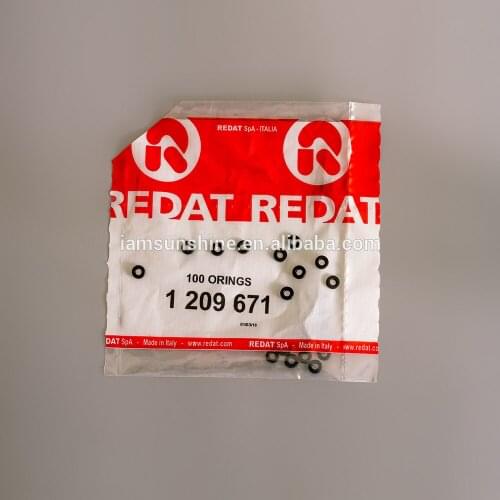 REDAT SpA - ITALIA
REDAT REDAT
iamsunshine.en.alibaba.com
100 ORINGS
1 209 671
REDAT SpA - Made in Italy - www.redat.com REDAT SpA - Made in Italy - www.redat.com